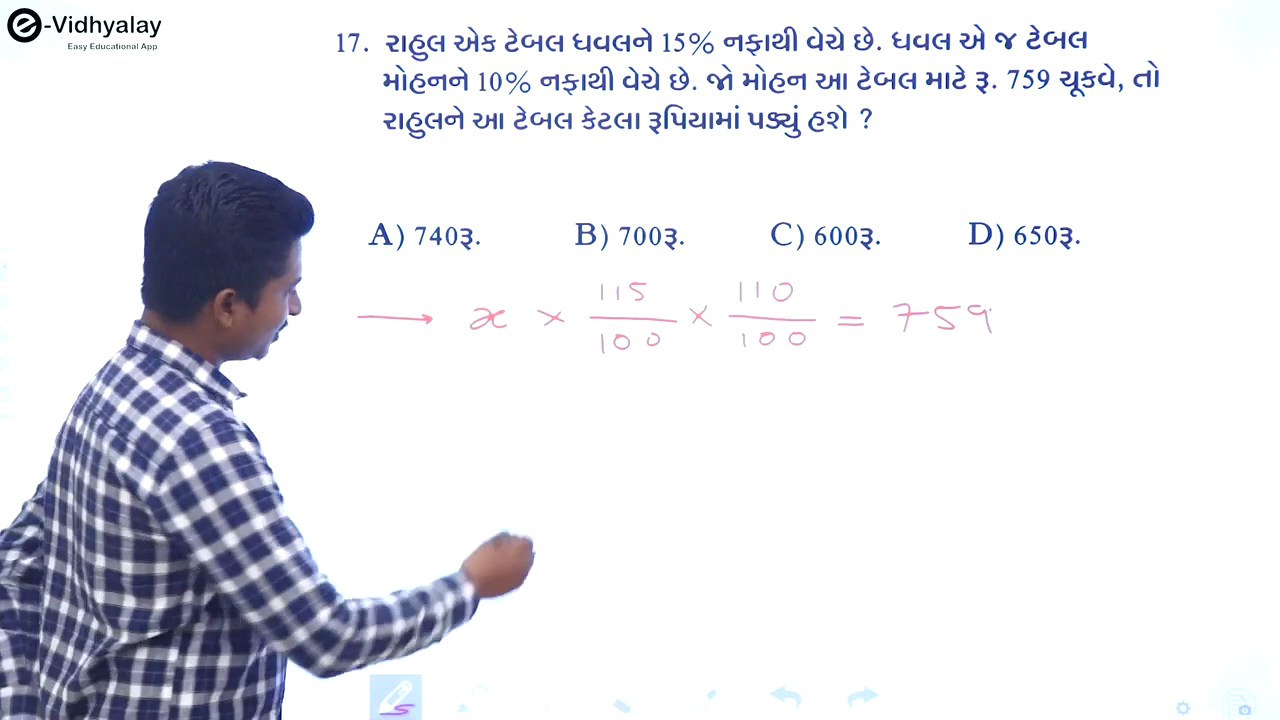 e-Vidhyalay
Easy Educational App
17. રાહુલ એક ટેબલ ધવલને 15% નફાથી વેચે છે. ધવલ એ જ ટેબલ
મોહનને 10% નફાથી વેચે છે. જો મોહન આ ટેબલ માટે રૂ. 759 ચૂકવે, તો
રાહુલને આ ટેબલ કેટલા રૂપિયામાં પડ્યું હશે ?
A) 740રૂ. B) 700રૂ. C) 600રૂ. D) 650રૂ.
⟶ x × 115/100 × 110/100 = 759